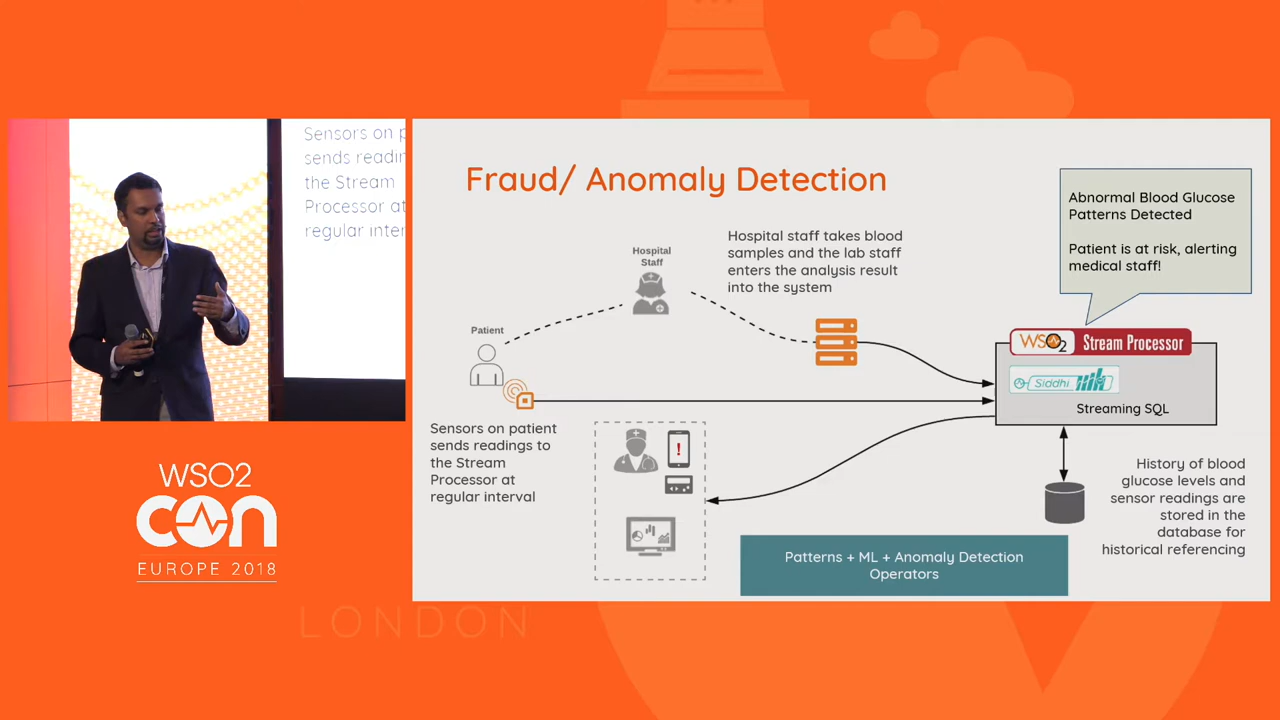 Sensors on p
sends readin
the Stream
Processor at
regular inter
WSO2
CON
EUROPE 2018
LONDON
Fraud/ Anomaly Detection
Abnormal Blood Glucose
Patterns Detected
Patient is at risk, alerting
medical staff!
Hospital
Staff
Hospital staff takes blood
samples and the lab staff
enters the analysis result
into the system
Patient
WSO2 Stream Processor
Siddhi
Streaming SQL
Sensors on patient
sends readings to
the Stream
Processor at
regular interval
!
History of blood
glucose levels and
sensor readings are
stored in the
database for
historical referencing
Patterns + ML + Anomaly Detection
Operators